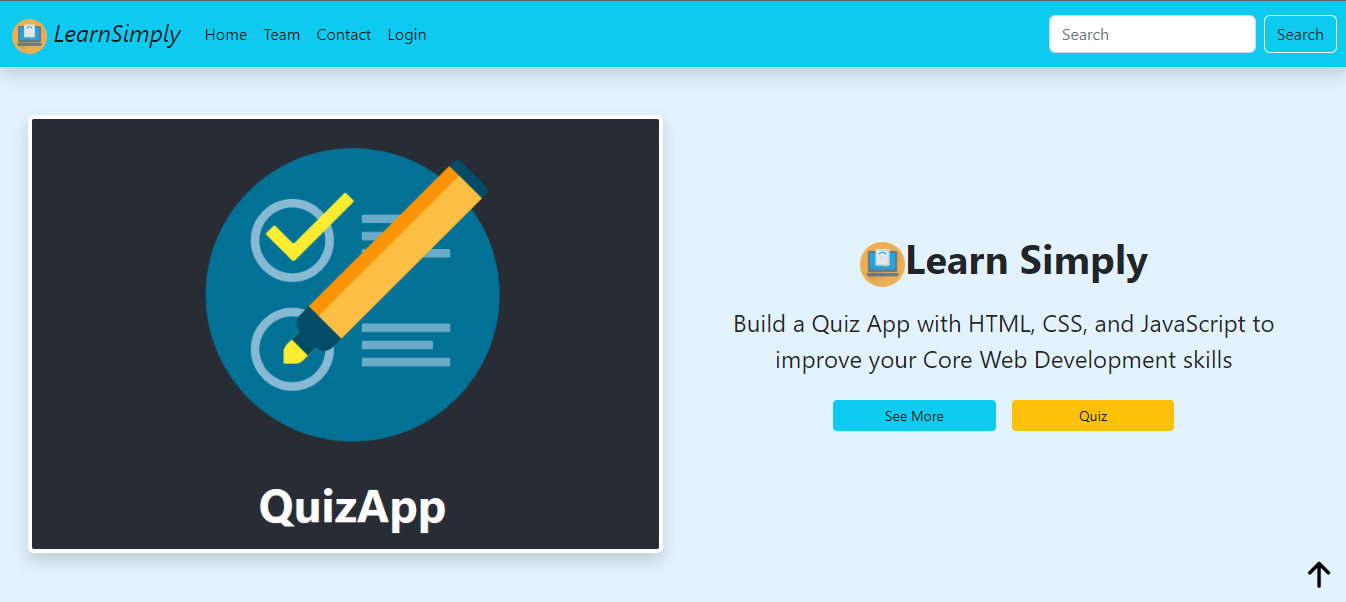 LearnSimply Home Team Contact Login Search Search
QuizApp
Learn Simply
Build a Quiz App with HTML, CSS, and JavaScript to
improve your Core Web Development skills
See More Quiz